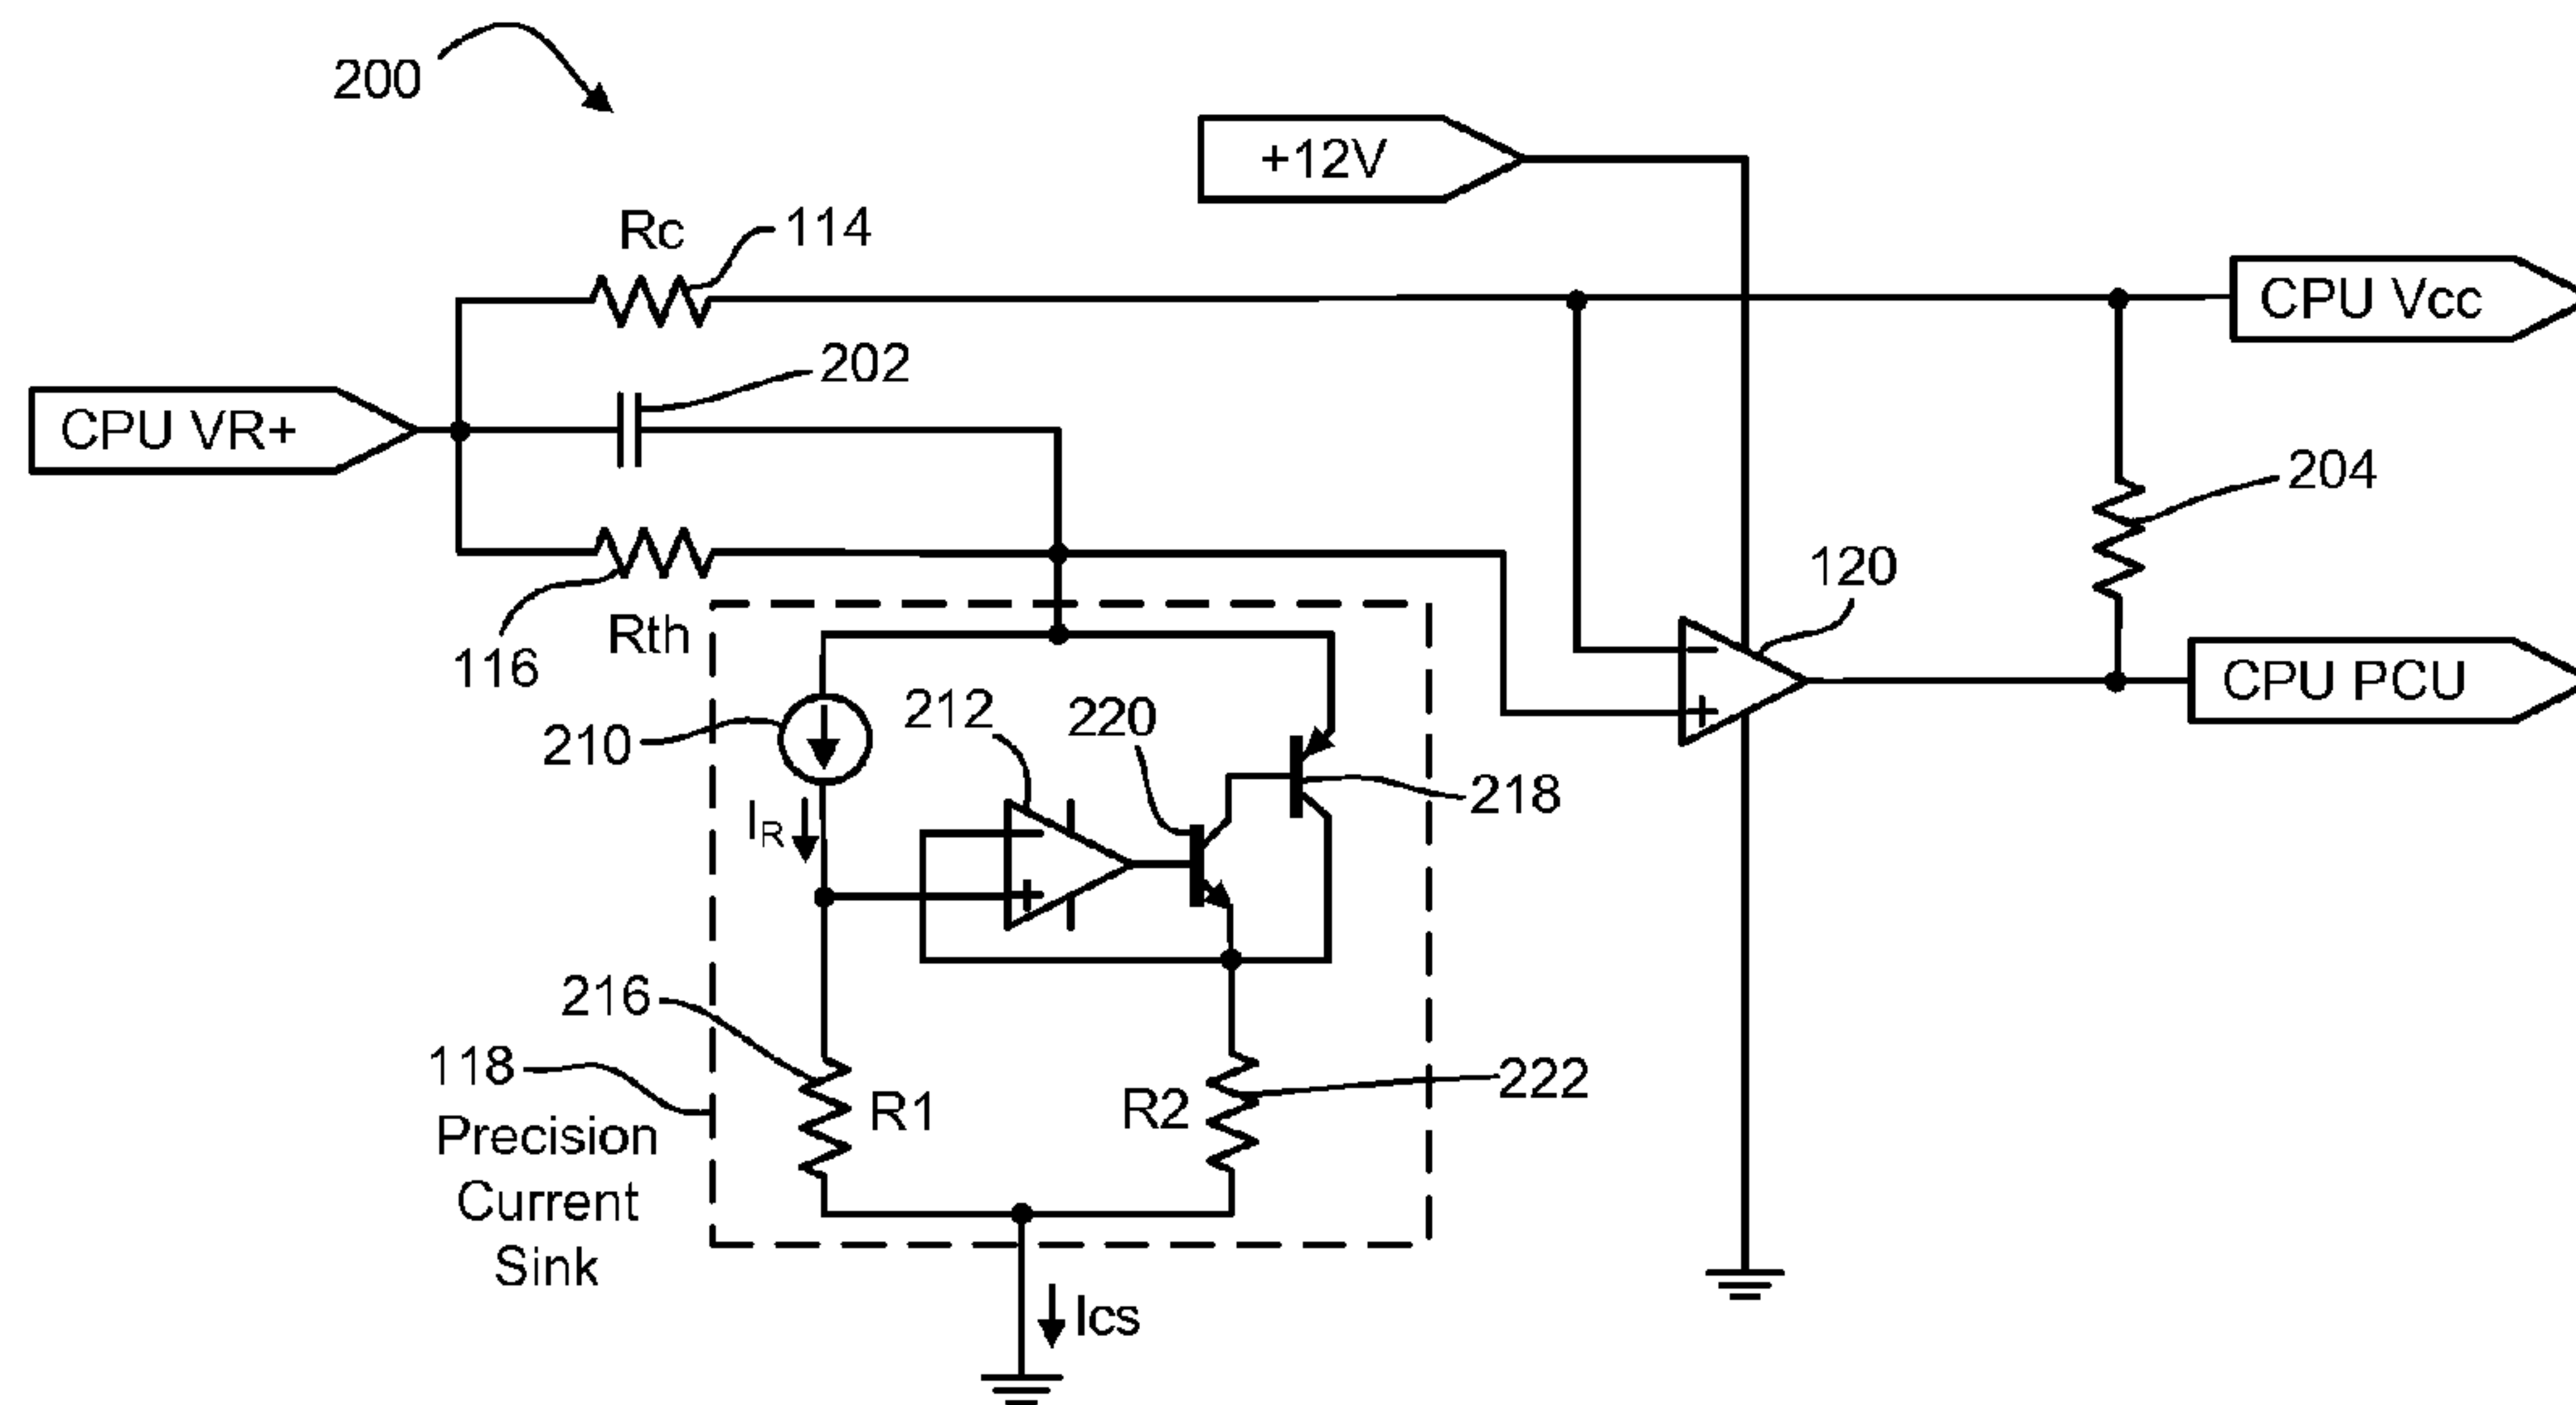 200
+12V
Rc
114
CPU Vcc
202
CPU VR+
204
120
116
Rth
CPU PCU
210
212
220
218
IR
216
118
Precision
Current
Sink
R1
R2
222
Ics